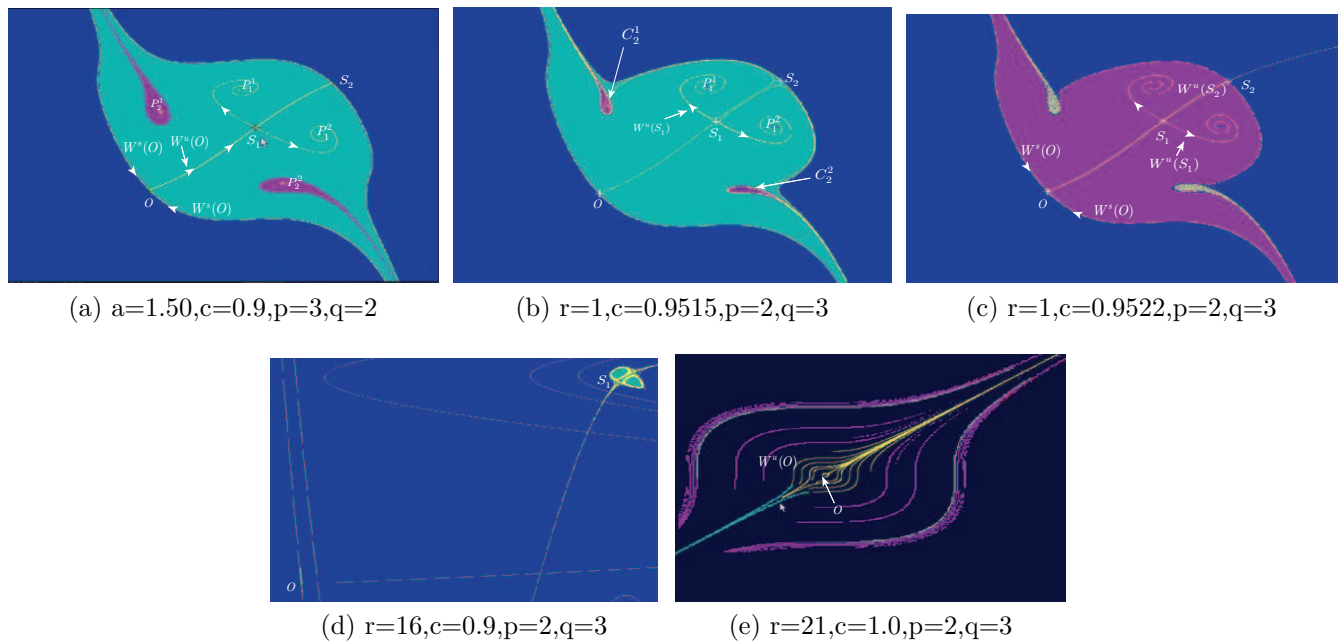 P_1^1
S_2
P_2^1
P_1^2
S_1
W^s(O)
W^u(O)
P_2^2
O
W^s(O)
(a) a=1.50,c=0.9,p=3,q=2
C_2^1
P_1^1
S_2
W^u(S_1)
P_1^2
S_1
C_2^2
O
(b) r=1,c=0.9515,p=2,q=3
W^u(S_2)
S_2
S_1
W^s(O)
W^u(S_1)
O
W^s(O)
(c) r=1,c=0.9522,p=2,q=3
S_1
O
(d) r=16,c=0.9,p=2,q=3
W^u(O)
O
(e) r=21,c=1.0,p=2,q=3